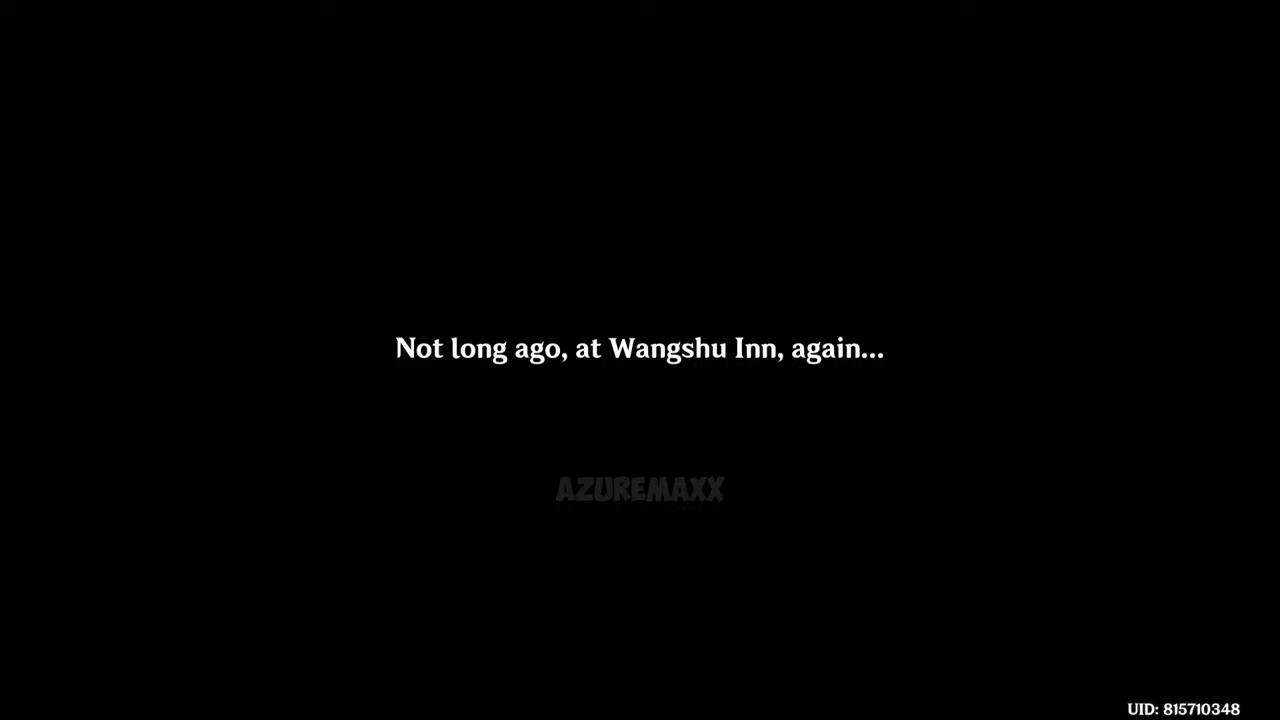 Not long ago, at Wangshu Inn, again...
AZUREMAXX
UID: 815710348